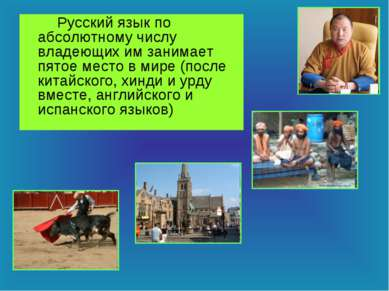 Русский язык по
абсолютному числу
владеющих им занимает
пятое место в мире (после
китайского, хинди и урду
вместе, английского и
испанского языков)